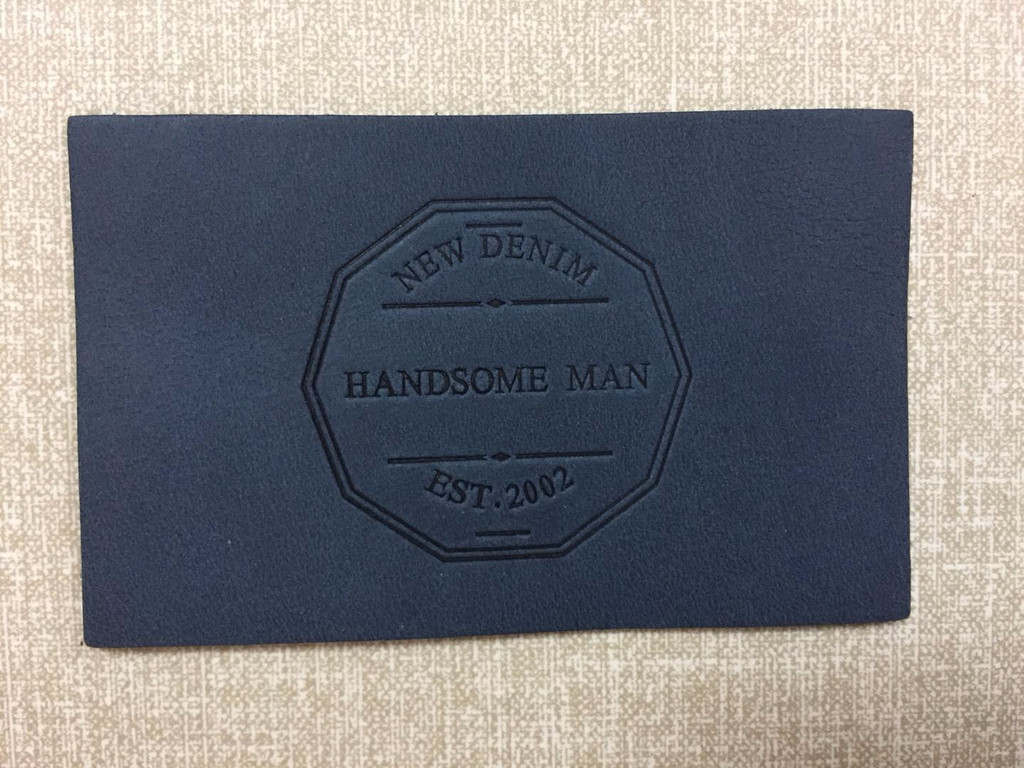 NEW DENIM
HANDSOME MAN
EST.2002